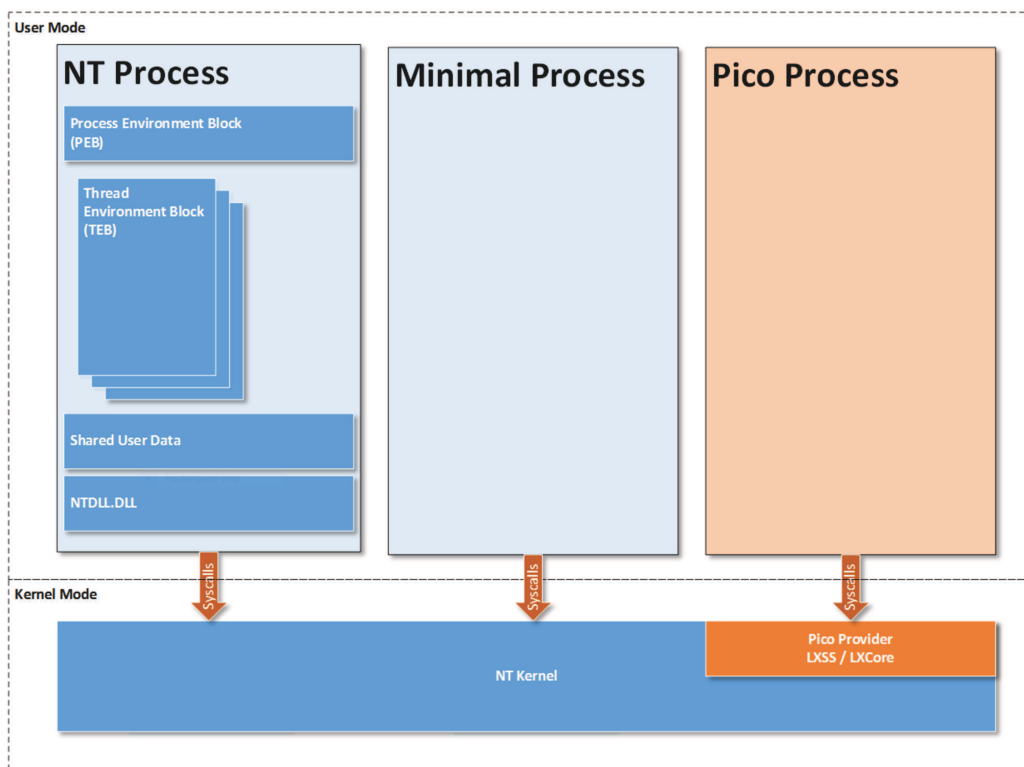 User Mode
NT Process
Process Environment Block
(PEB)
Thread
Environment Block
(TEB)
Shared User Data
NTDLL.DLL
Minimal Process
Pico Process
Syscalls
Syscalls
Syscalls
Kernel Mode
Pico Provider
LXSS / LXCore
NT Kernel